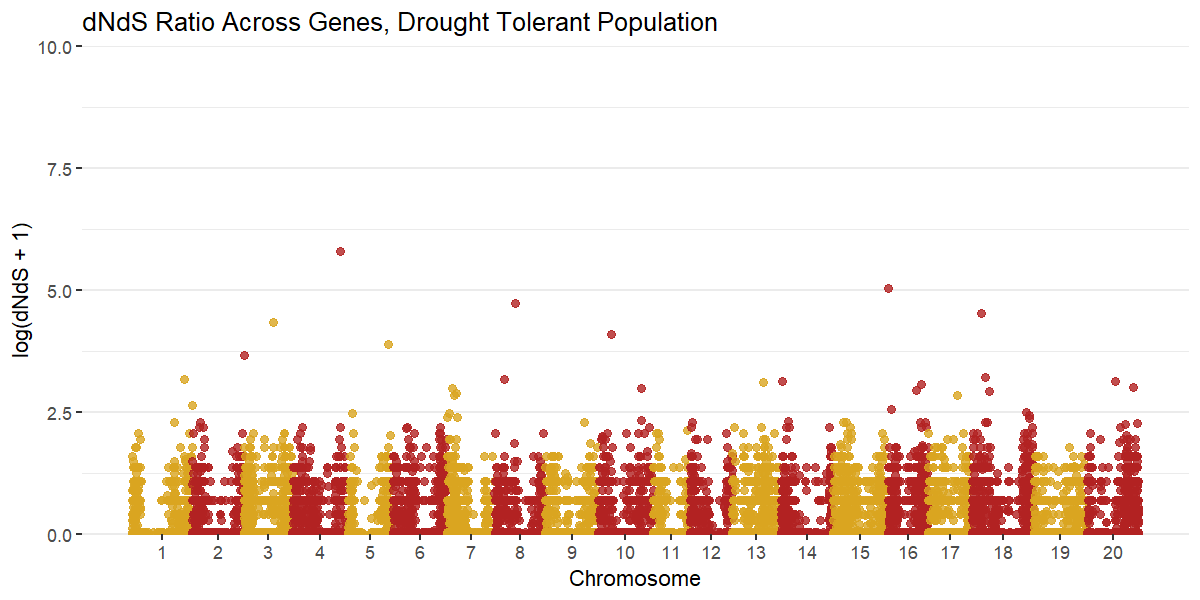 dNdS Ratio Across Genes, Drought Tolerant Population
log(dNdS + 1)
10.0
7.5
5.0
2.5
0.0
1 2 3 4 5 6 7 8 9 10 11 12 13 14 15 16 17 18 19 20
Chromosome